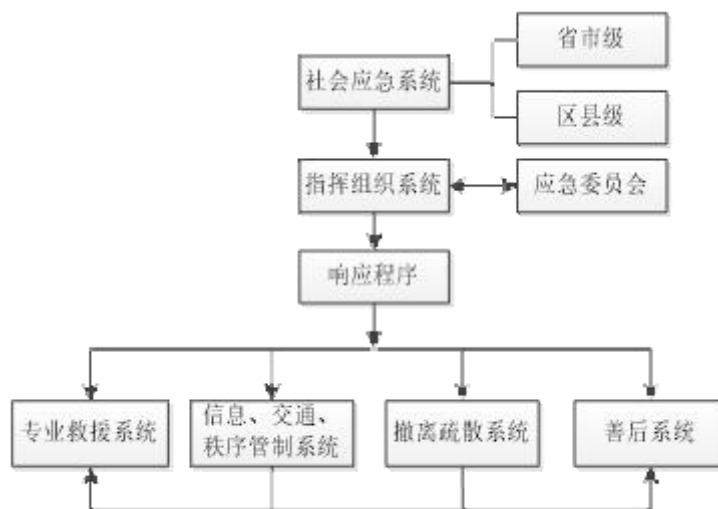 省市级
社会应急系统
区县级
指挥组织系统
应急委员会
响应程序
专业救援系统
信息、交通、
秩序管制系统
撤离疏散系统
善后系统